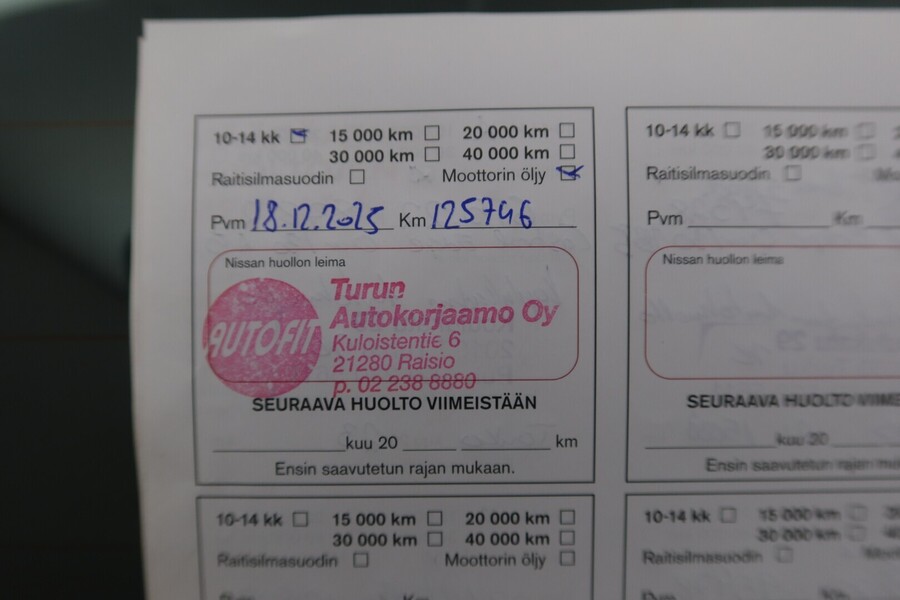 10-14 kk 15 000 km 20 000 km
30 000 km 40 000 km
Raitisilmasuodin Moottorin öljy
Pvm 18.12.2025 Km 125746
Nissan huollon leima
AUTOFIT
Turun
Autokorjaamo Oy
Kuloistentie 6
21280 Raisio
p. 02 238 8880
SEURAAVA HUOLTO VIIMEISTÄÄN
kuu 20 km
Ensin saavutetun rajan mukaan.
10-14 kk 15 000 km
30 000 km
Raitisilmasuodin
Pvm Km
Nissan huollon leima
SEURAAVA HUOLTO
kuu 20
Ensin saavutetun rajan
10-14 kk 15 000 km 20 000 km
30 000 km 40 000 km
Raitisilmasuodin Moottorin öljy
Pvm Km
10-14 kk 15 000 km
30 000 km
Raitisilmasuodin